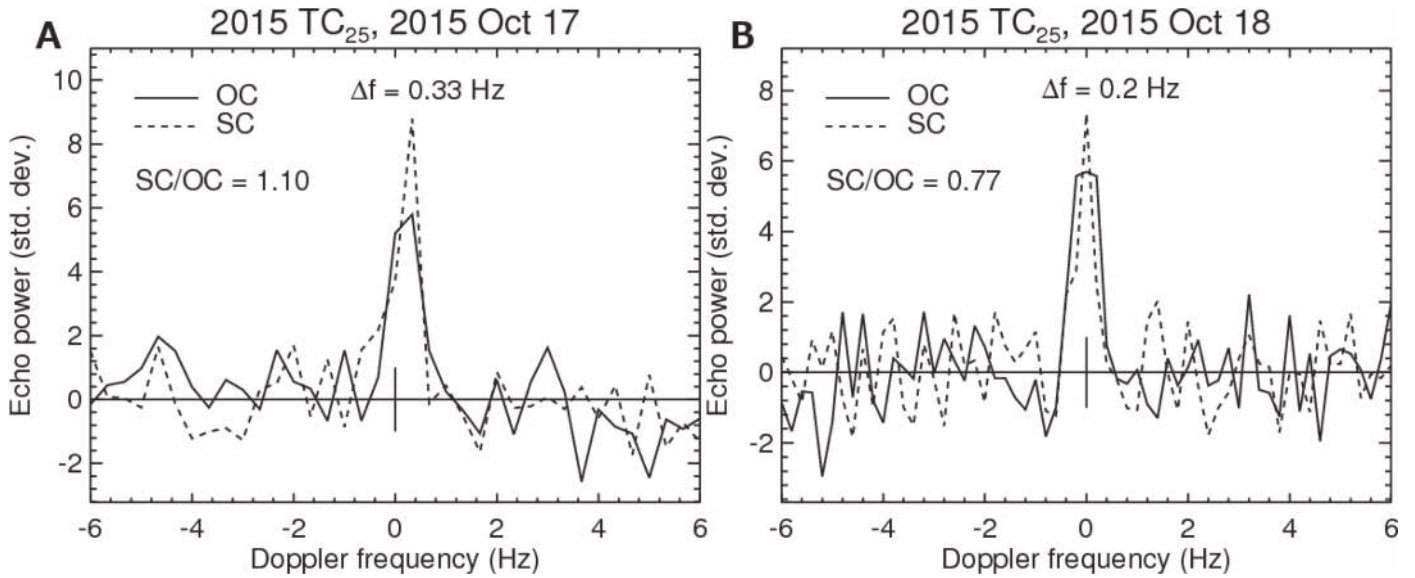 A
2015 TC25, 2015 Oct 17
OC
SC
Δf = 0.33 Hz
SC/OC = 1.10
10
8
6
4
2
0
-2
Echo power (std. dev.)
-6 -4 -2 0 2 4 6
Doppler frequency (Hz)
B
2015 TC25, 2015 Oct 18
OC
SC
Δf = 0.2 Hz
SC/OC = 0.77
8
6
4
2
0
-2
Echo power (std. dev.)
-6 -4 -2 0 2 4 6
Doppler frequency (Hz)